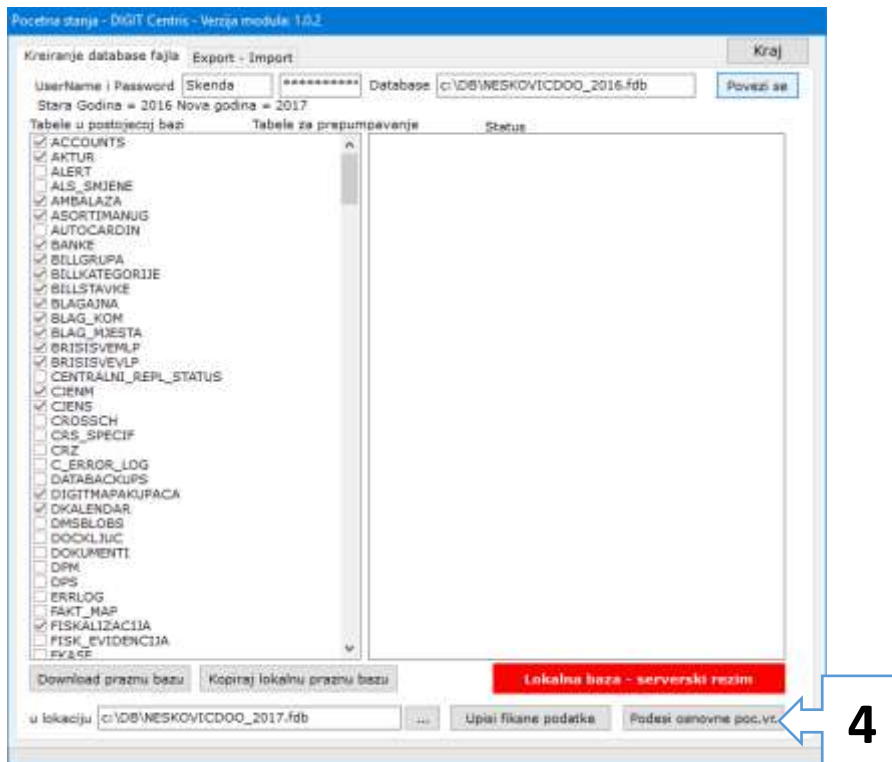 Pocetna stanja - DIGIT Centris - Verzija modula: 1.0.2
Kreiranje database fajla Export - Import Kraj
UserName i Password Skenda ********** Database c:\DB\NESKOVICDOO_2016.fdb Povezi se
Stara Godina = 2016 Nova godina = 2017
Tabele u postojecoj bazi Tabele za prepumpavanje Status
ACCOUNTS
AKTUR
ALERT
ALS_SMJENE
AMBALAZA
ASORTIMANUG
AUTOCARDIN
BANKE
BILLGRUPA
BILLKATEGORIJE
BILLSTAVKE
BLAGAJNA
BLAG_KOM
BLAG_MJESTA
BRISISVEMLP
BRISISVEVLP
CENTRALNI_REPL_STATUS
CJENM
CJENS
CROSSCH
CRS_SPECIF
CRZ
C_ERROR_LOG
DATABACKUPS
DIGITMAPAKUPACA
DKALENDAR
DMSBLOBS
DOCKLJUC
DOKUMENTI
DPM
DPS
ERRLOG
FAKT_MAP
FISKALIZACIJA
FISK_EVIDENCIJA
FKASE
Download praznu bazu Kopiraj lokalnu praznu bazu Lokalna baza - serverski rezim
u lokaciju c:\DB\NESKOVICDOO_2017.fdb ... Upisi fikane podatke Podesi osnovne poc.vr.
4